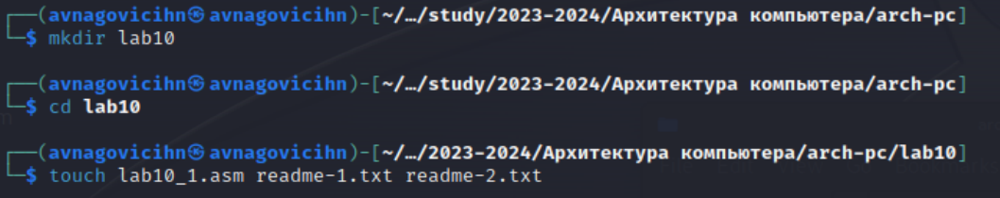 ┌──(avnagovicihn㉿avnagovicihn)-[~/…/study/2023-2024/Архитектура компьютера/arch-pc]
└─$ mkdir lab10
┌──(avnagovicihn㉿avnagovicihn)-[~/…/study/2023-2024/Архитектура компьютера/arch-pc]
└─$ cd lab10
┌──(avnagovicihn㉿avnagovicihn)-[~/…/2023-2024/Архитектура компьютера/arch-pc/lab10]
└─$ touch lab10_1.asm readme-1.txt readme-2.txt